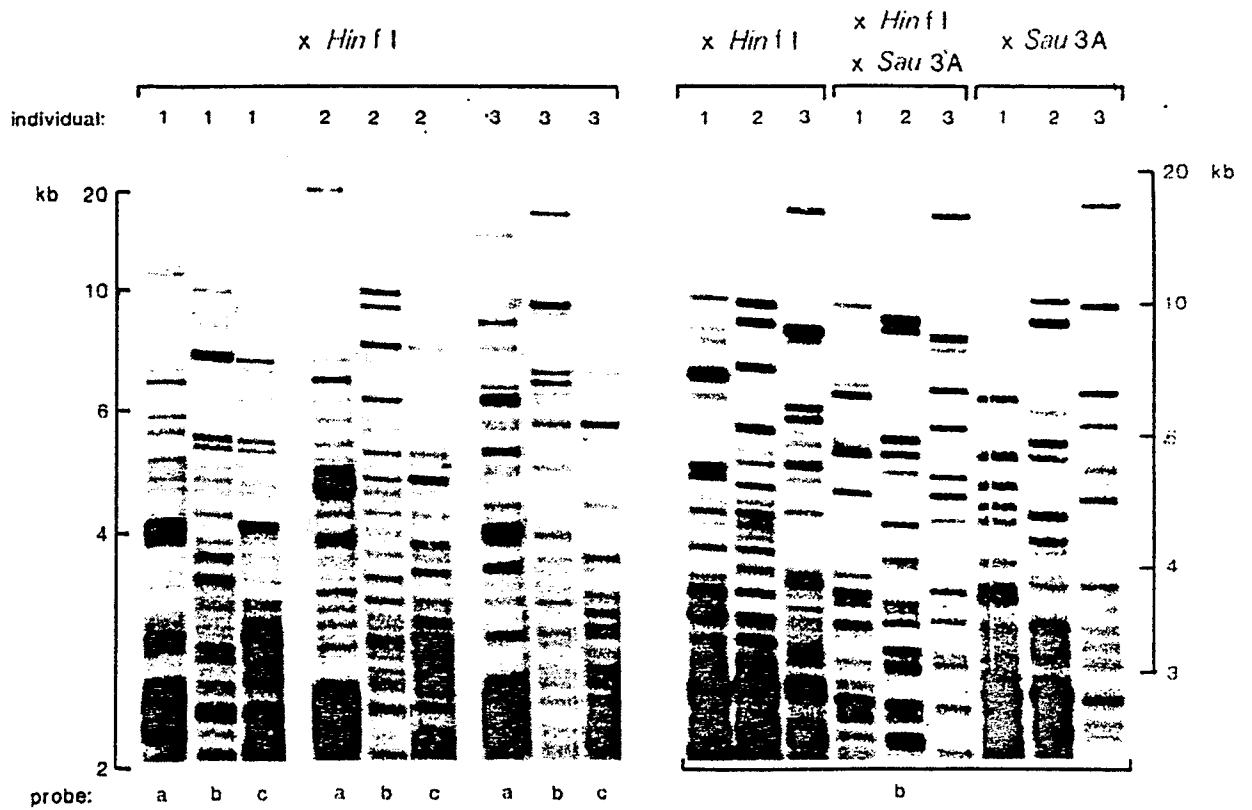 x Hinf I
x Hinf I
x Hinf I
x Sau 3A
x Sau 3A
individual: 1 1 1 2 2 2 3 3 3 1 2 3 1 2 3 1 2 3
kb 20 20 kb
10 10
6 6
4 4
3
2
probe: a b c a b c a b c b